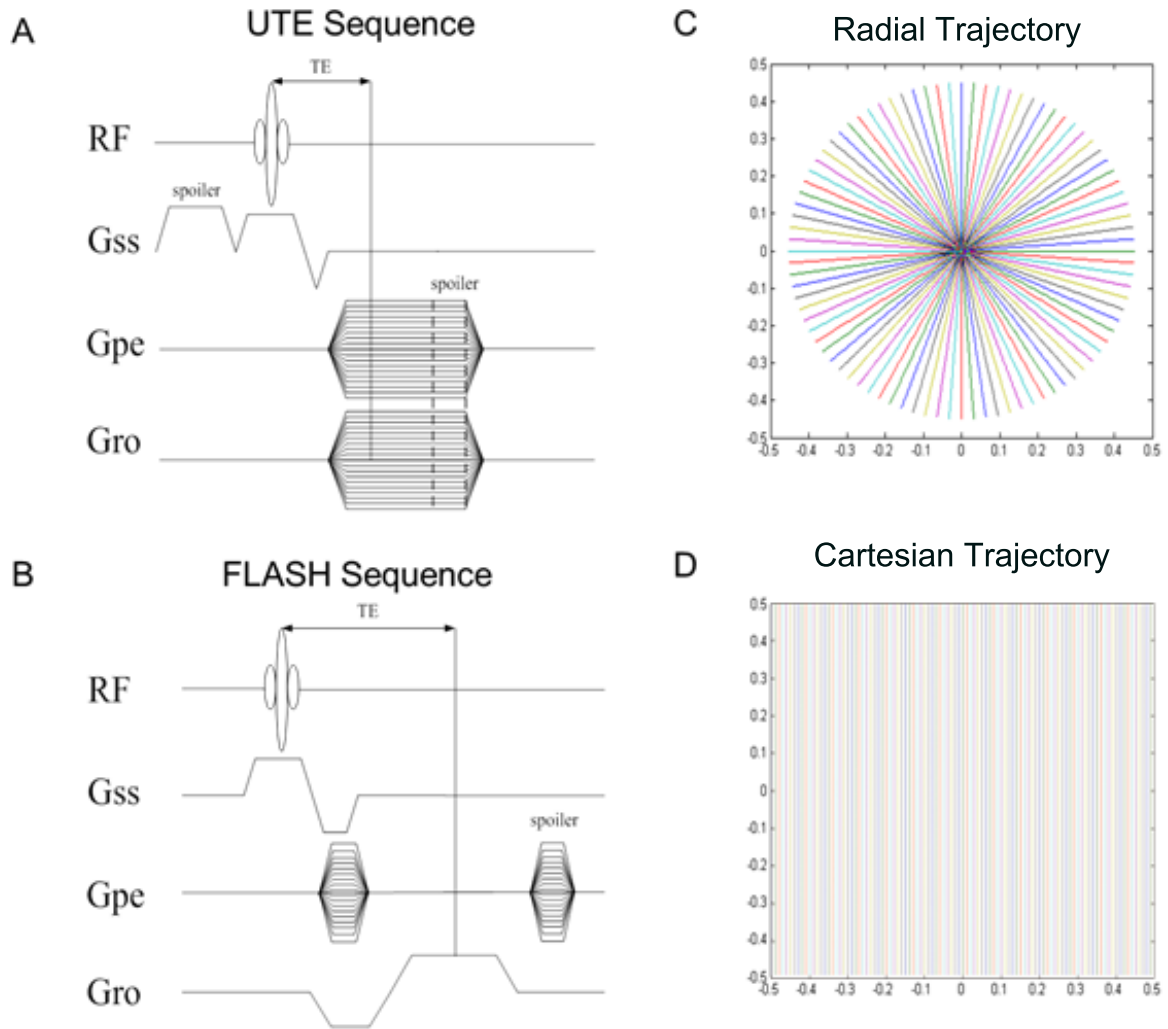 A
UTE Sequence
TE
RF
spoiler
Gss
spoiler
Gpe
Gro
B
FLASH Sequence
TE
RF
Gss
spoiler
Gpe
Gro
C
Radial Trajectory
0.5
0.4
0.3
0.2
0.1
0
-0.1
-0.2
-0.3
-0.4
-0.5
-0.5 -0.4 -0.3 -0.2 -0.1 0 0.1 0.2 0.3 0.4 0.5
D
Cartesian Trajectory
0.5
0.4
0.3
0.2
0.1
0
-0.1
-0.2
-0.3
-0.4
-0.5
-0.5 -0.4 -0.3 -0.2 -0.1 0 0.1 0.2 0.3 0.4 0.5